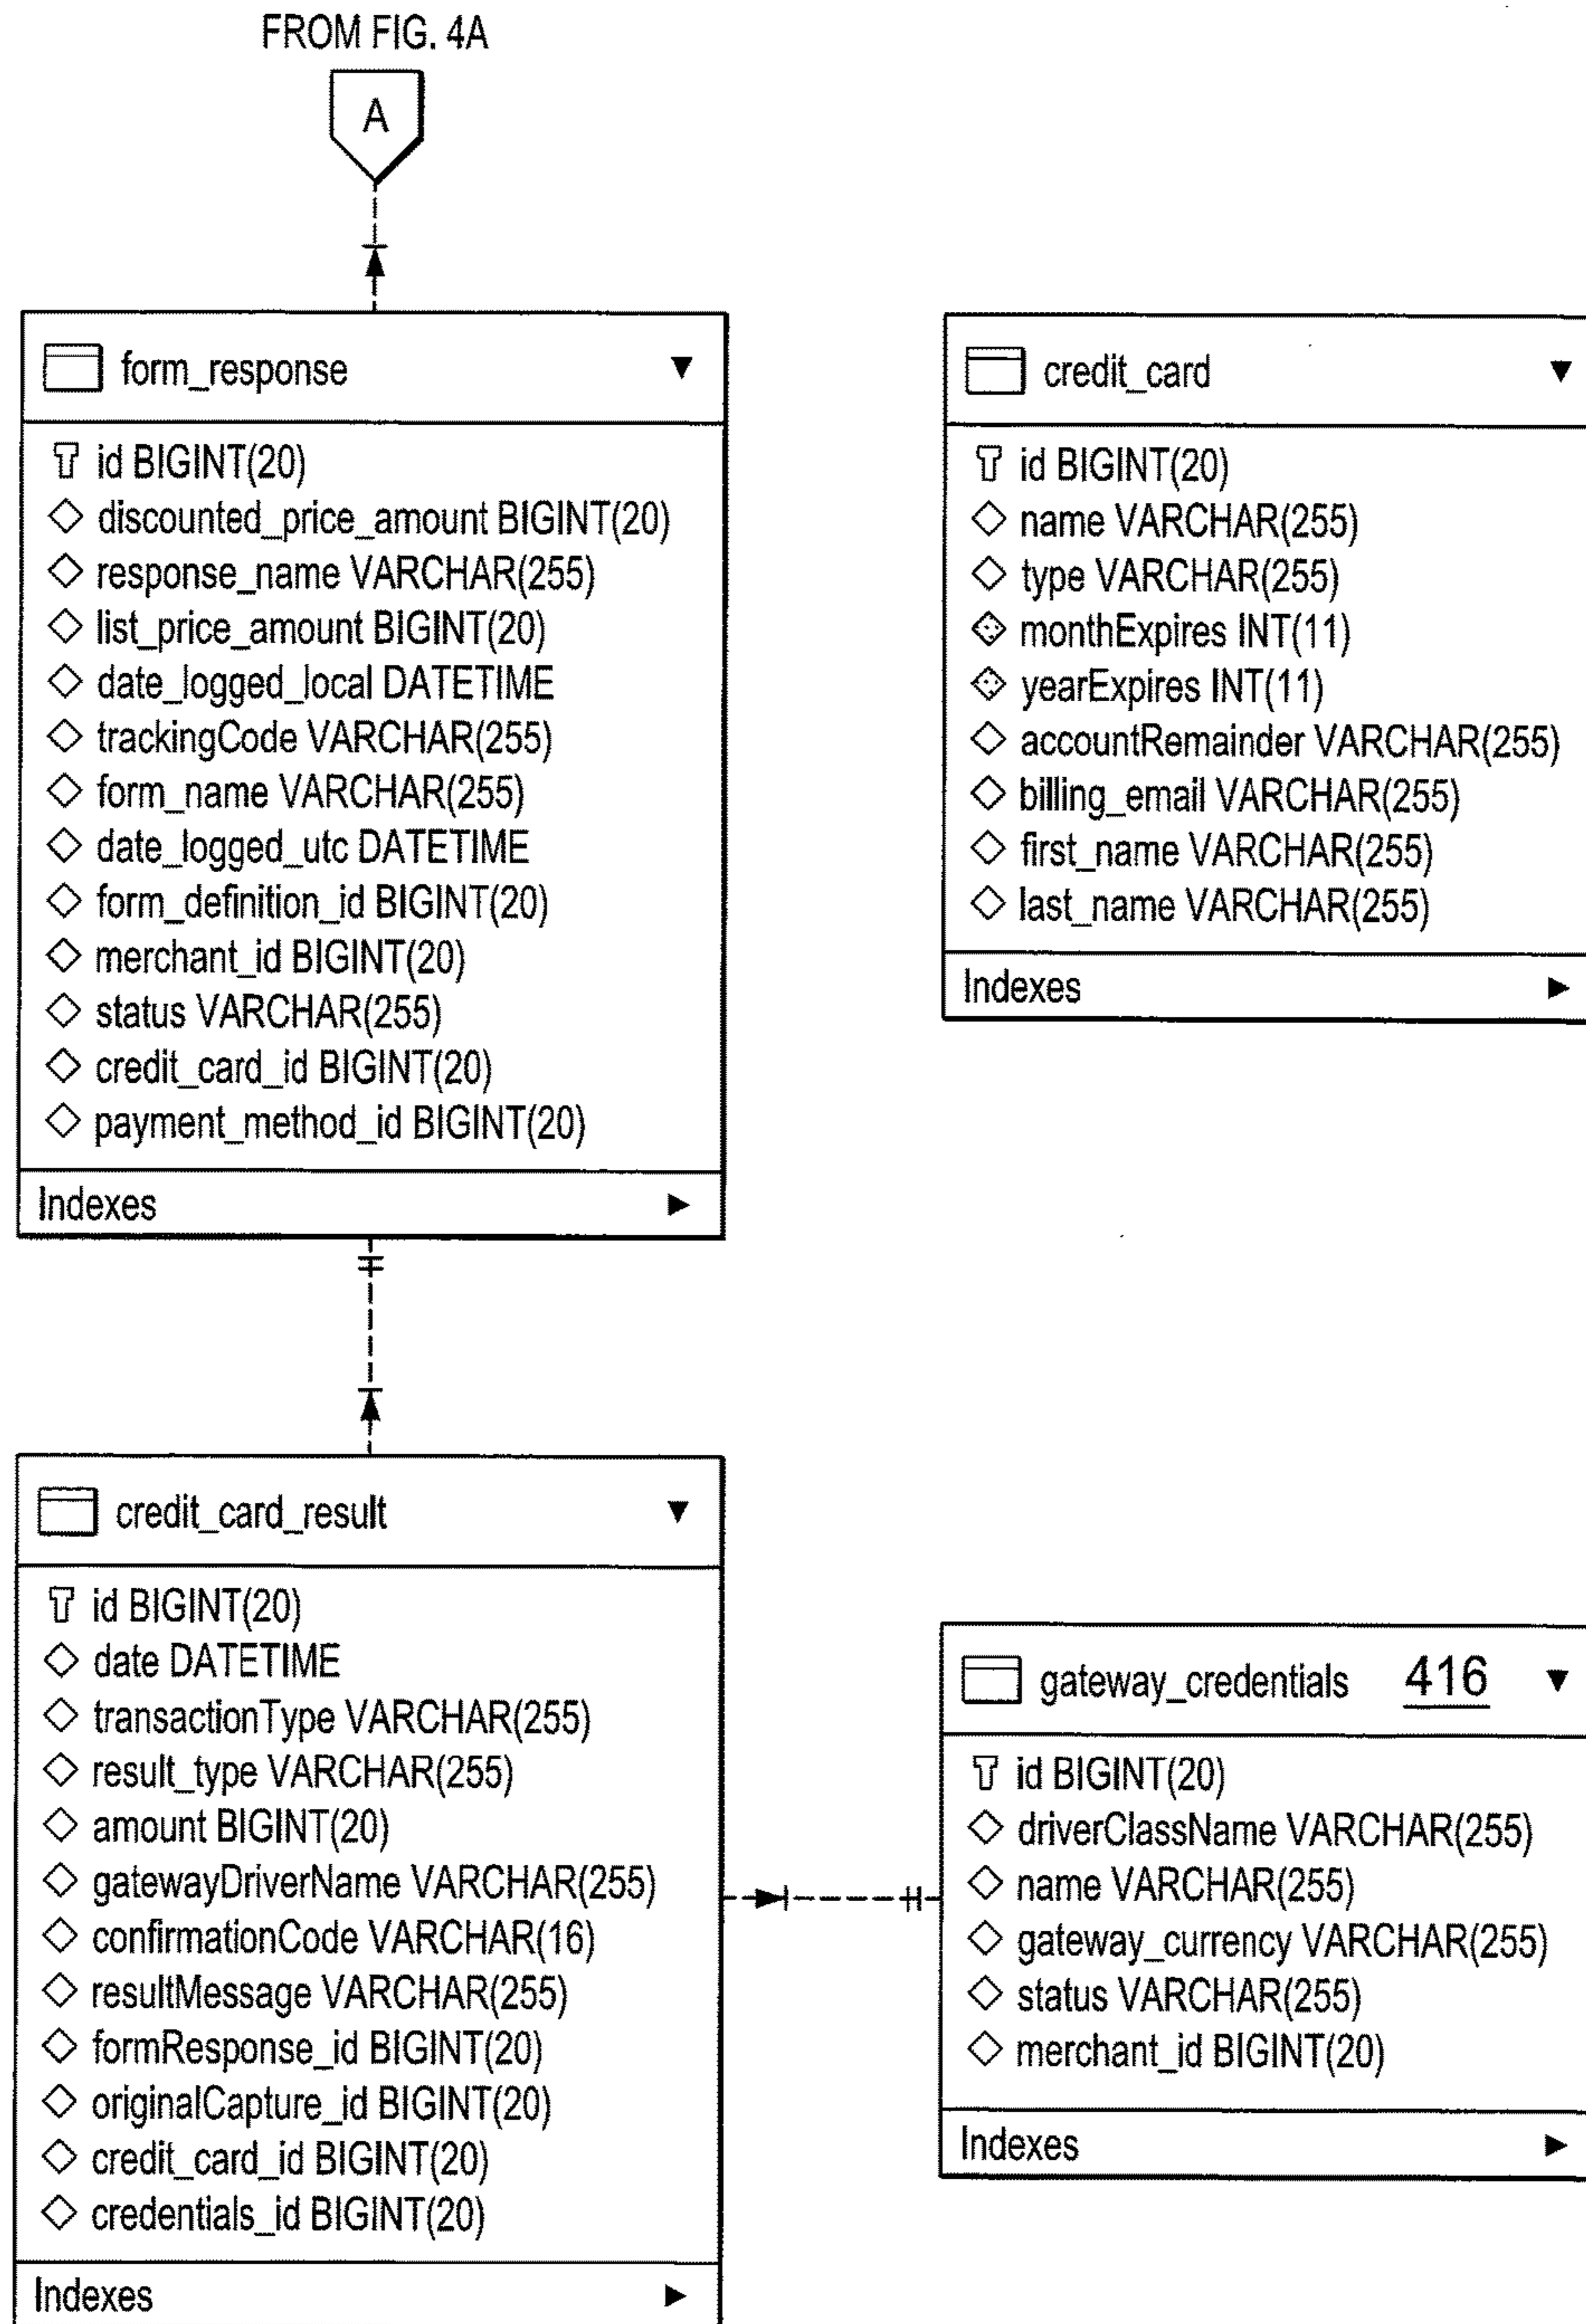 FROM FIG. 4A
A
form_response
id BIGINT(20)
discounted_price_amount BIGINT(20)
response_name VARCHAR(255)
list_price_amount BIGINT(20)
date_logged_local DATETIME
trackingCode VARCHAR(255)
form_name VARCHAR(255)
date_logged_utc DATETIME
form_definition_id BIGINT(20)
merchant_id BIGINT(20)
status VARCHAR(255)
credit_card_id BIGINT(20)
payment_method_id BIGINT(20)
Indexes
credit_card
id BIGINT(20)
name VARCHAR(255)
type VARCHAR(255)
monthExpires INT(11)
yearExpires INT(11)
accountRemainder VARCHAR(255)
billing_email VARCHAR(255)
first_name VARCHAR(255)
last_name VARCHAR(255)
Indexes
credit_card_result
id BIGINT(20)
date DATETIME
transactionType VARCHAR(255)
result_type VARCHAR(255)
amount BIGINT(20)
gatewayDriverName VARCHAR(255)
confirmationCode VARCHAR(16)
resultMessage VARCHAR(255)
formResponse_id BIGINT(20)
originalCapture_id BIGINT(20)
credit_card_id BIGINT(20)
credentials_id BIGINT(20)
Indexes
gateway_credentials 416
id BIGINT(20)
driverClassName VARCHAR(255)
name VARCHAR(255)
gateway_currency VARCHAR(255)
status VARCHAR(255)
merchant_id BIGINT(20)
Indexes